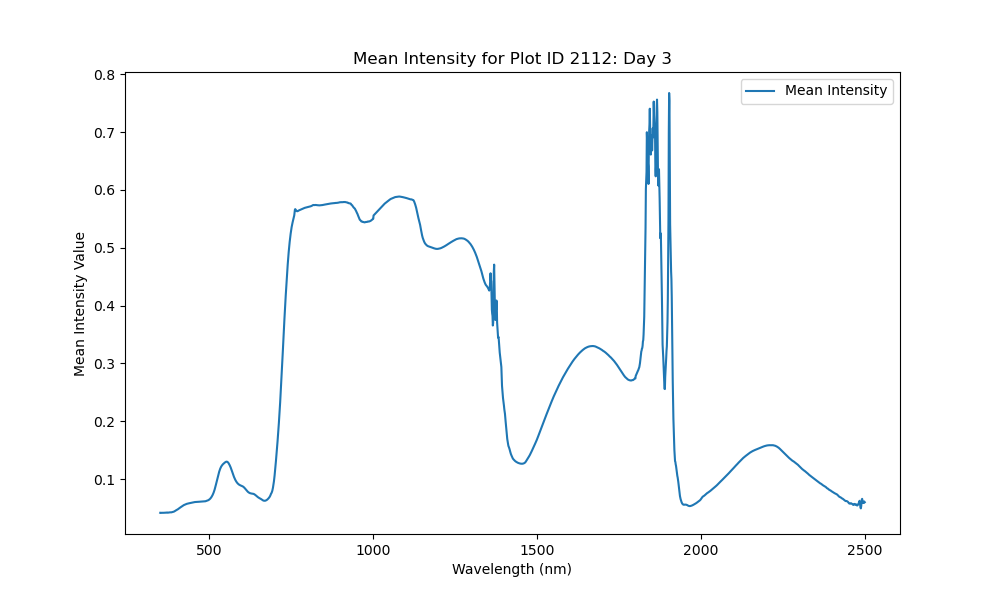 Mean Intensity for Plot ID 2112: Day 3
Mean Intensity
Mean Intensity Value
0.8
0.7
0.6
0.5
0.4
0.3
0.2
0.1
500 1000 1500 2000 2500
Wavelength (nm)